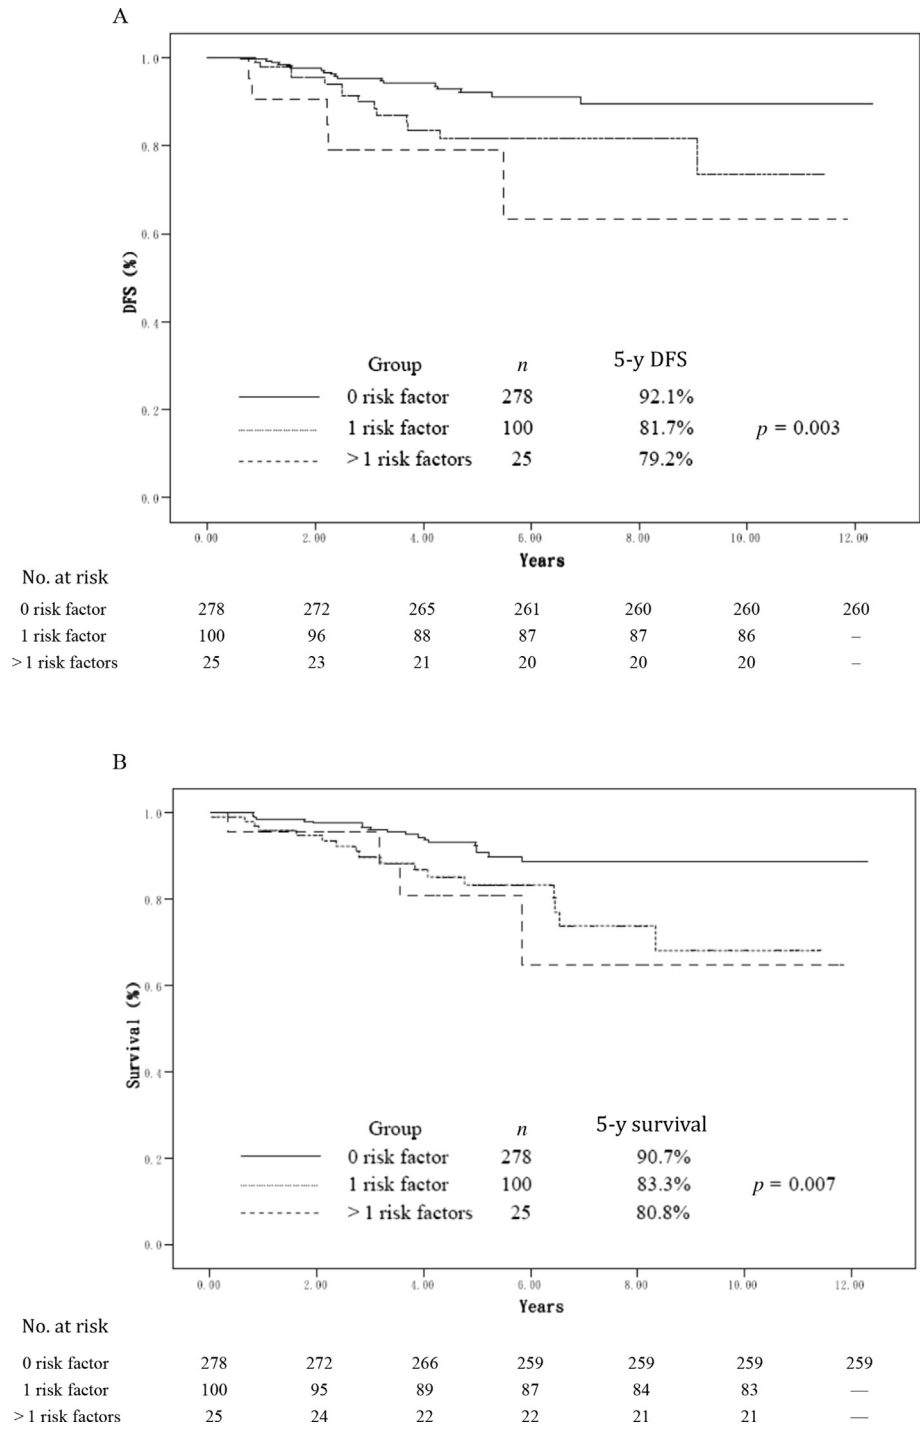 A
1.0
0.8
0.6
0.4
0.2
0.0
DFS (%)
Group n 5-y DFS
0 risk factor 278 92.1%
1 risk factor 100 81.7% p = 0.003
> 1 risk factors 25 79.2%
0.00 2.00 4.00 6.00 8.00 10.00 12.00
Years
No. at risk
0 risk factor 278 272 265 261 260 260 260
1 risk factor 100 96 88 87 87 86 –
> 1 risk factors 25 23 21 20 20 20 –
B
1.0
0.8
0.6
0.4
0.2
0.0
Survival (%)
Group n 5-y survival
0 risk factor 278 90.7%
1 risk factor 100 83.3% p = 0.007
> 1 risk factors 25 80.8%
0.00 2.00 4.00 6.00 8.00 10.00 12.00
Years
No. at risk
0 risk factor 278 272 266 259 259 259 259
1 risk factor 100 95 89 87 84 83 —
> 1 risk factors 25 24 22 22 21 21 —